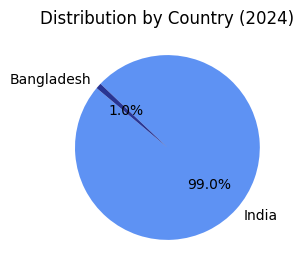 Distribution by Country (2024)
Bangladesh
1.0%
99.0%
India